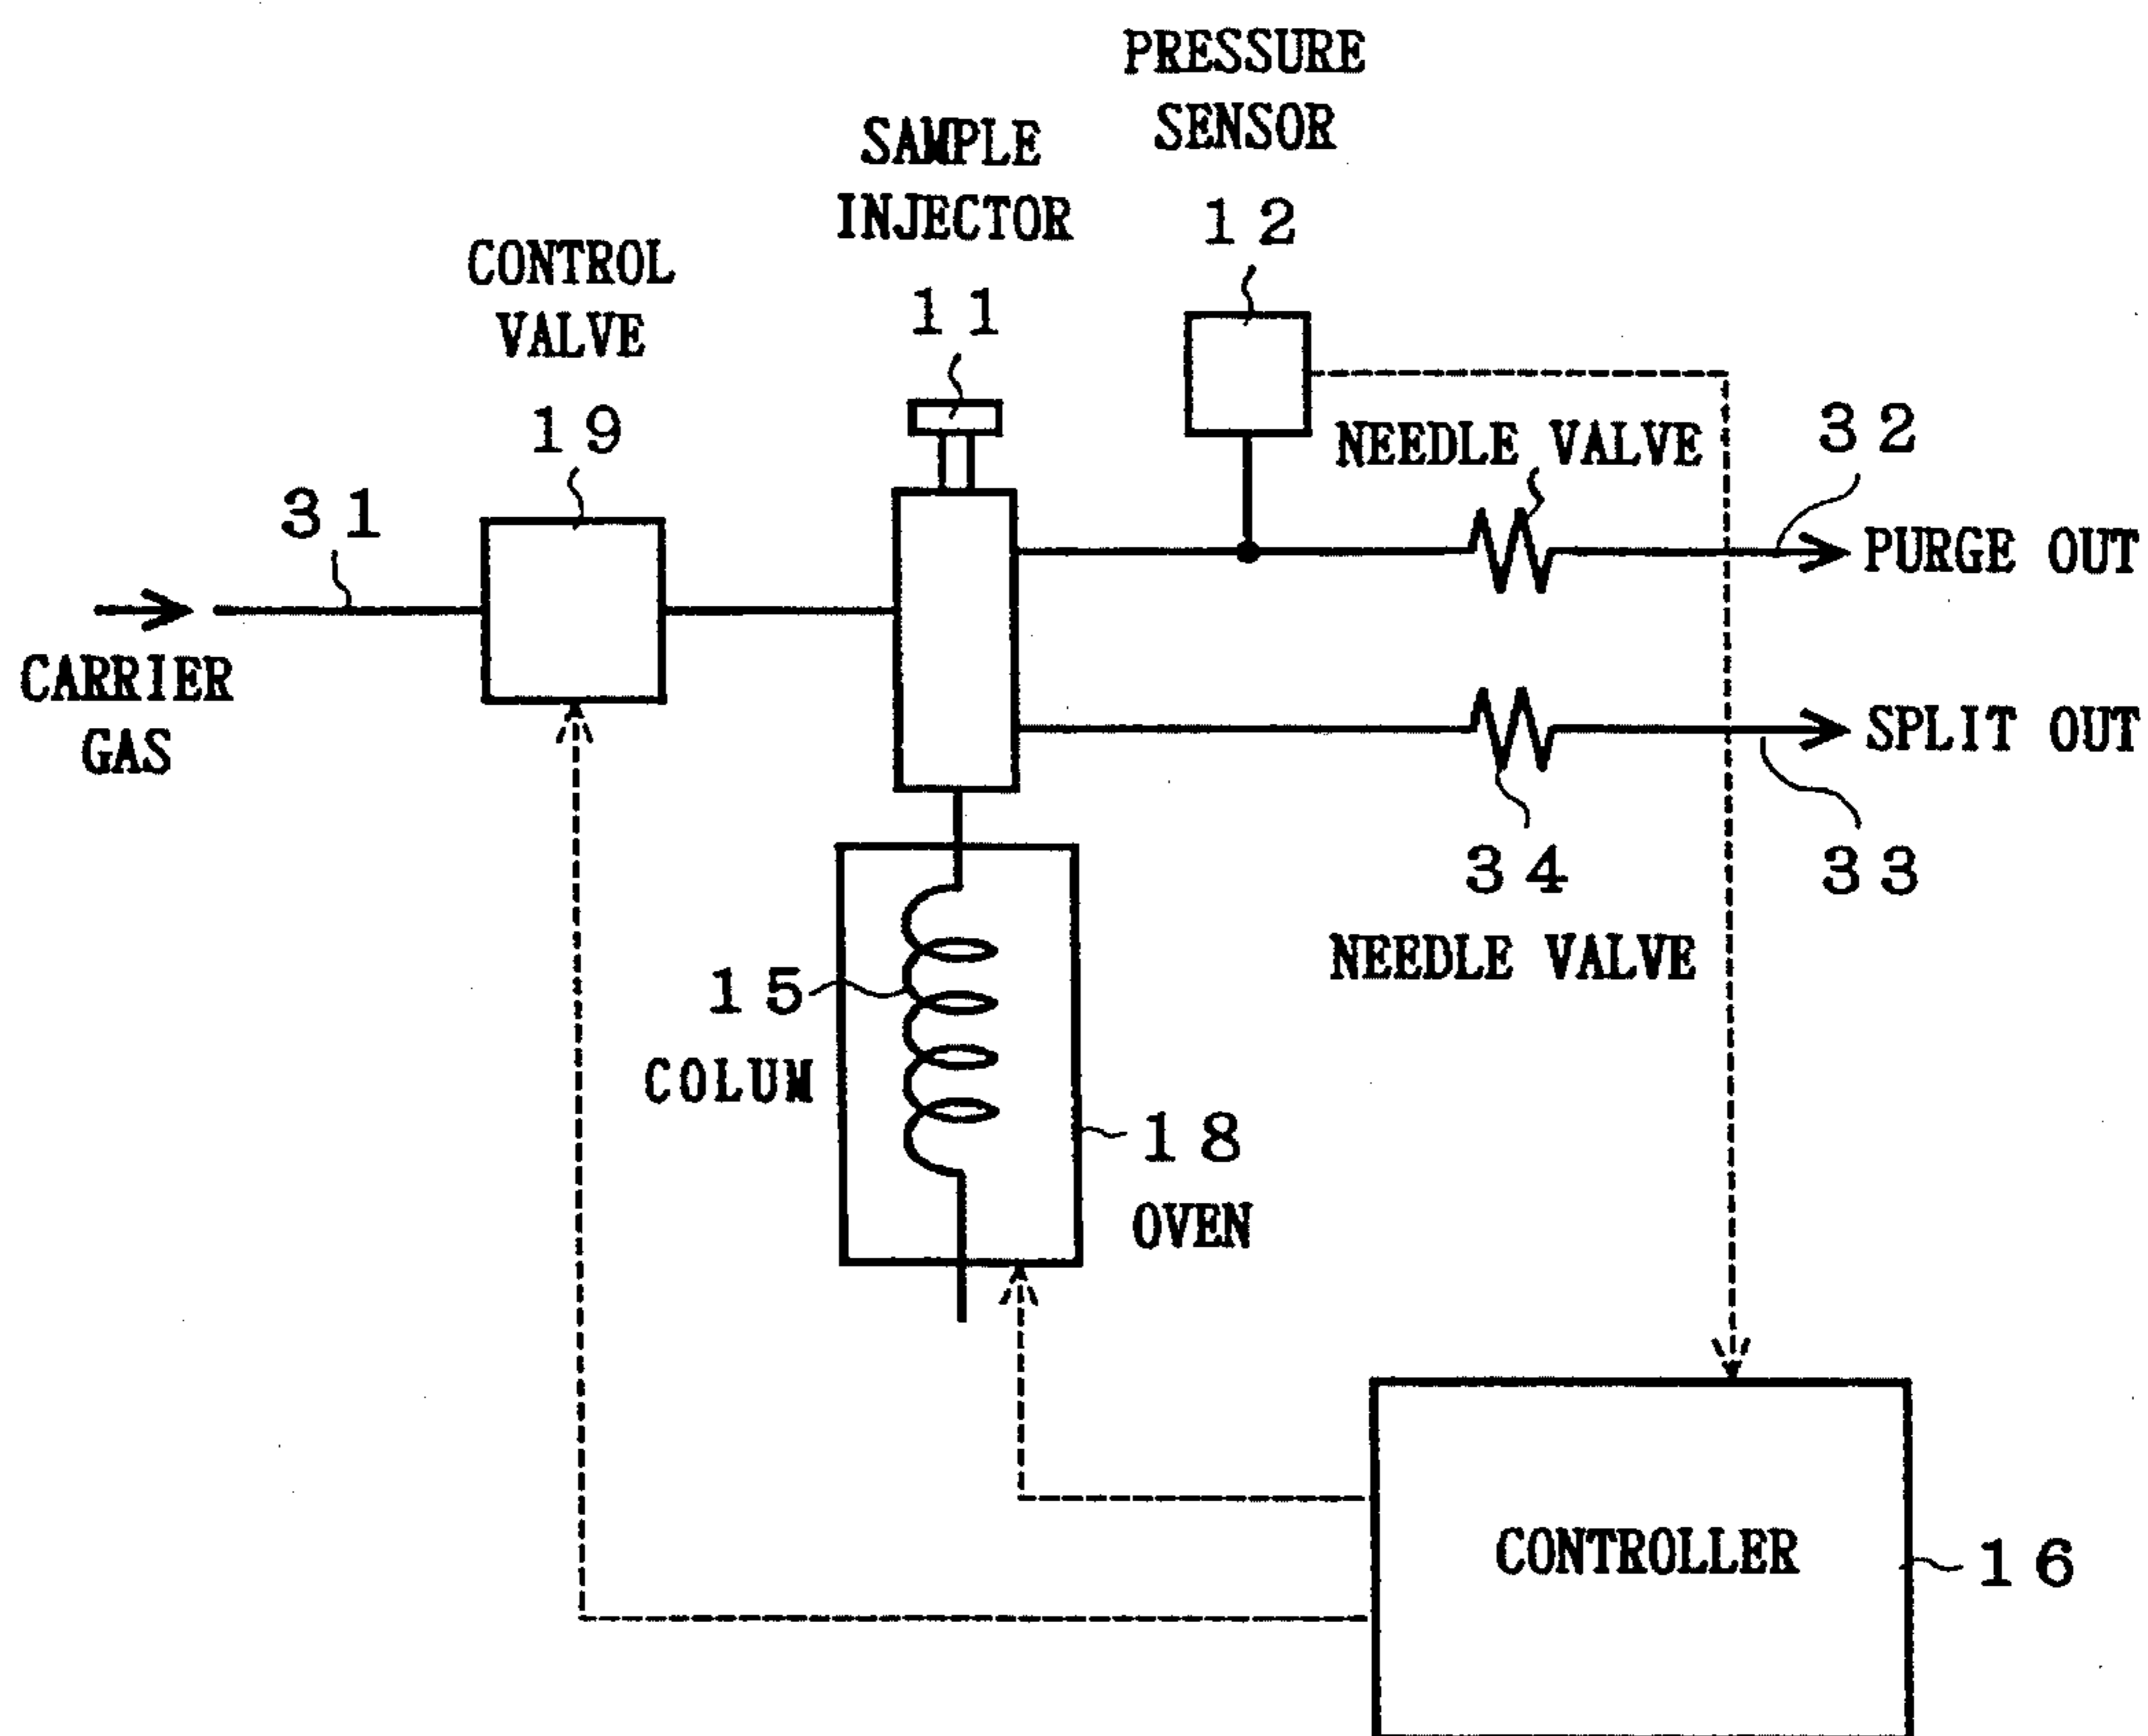 PRESSURE
SENSOR
12
SAMPLE
INJECTOR
11
CONTROL
VALVE
19
31
CARRIER
GAS
NEEDLE VALVE
32
PURGE OUT
SPLIT OUT
34
NEEDLE VALVE
33
15
COLUM
18
OVEN
CONTROLLER
16